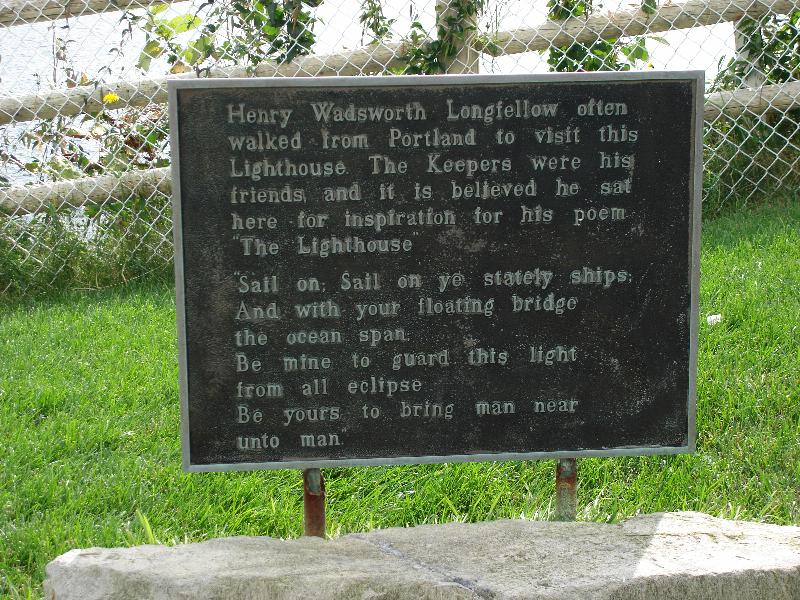 Henry Wadsworth Longfellow often
walked from Portland to visit this
Lighthouse. The Keepers were his
friends, and it is believed he sat
here for inspiration for his poem
"The Lighthouse"
"Sail on; Sail on ye stately ships;
And with your floating bridge
the ocean span.
Be mine to guard this light
from all eclipse
Be yours to bring man near
unto man."